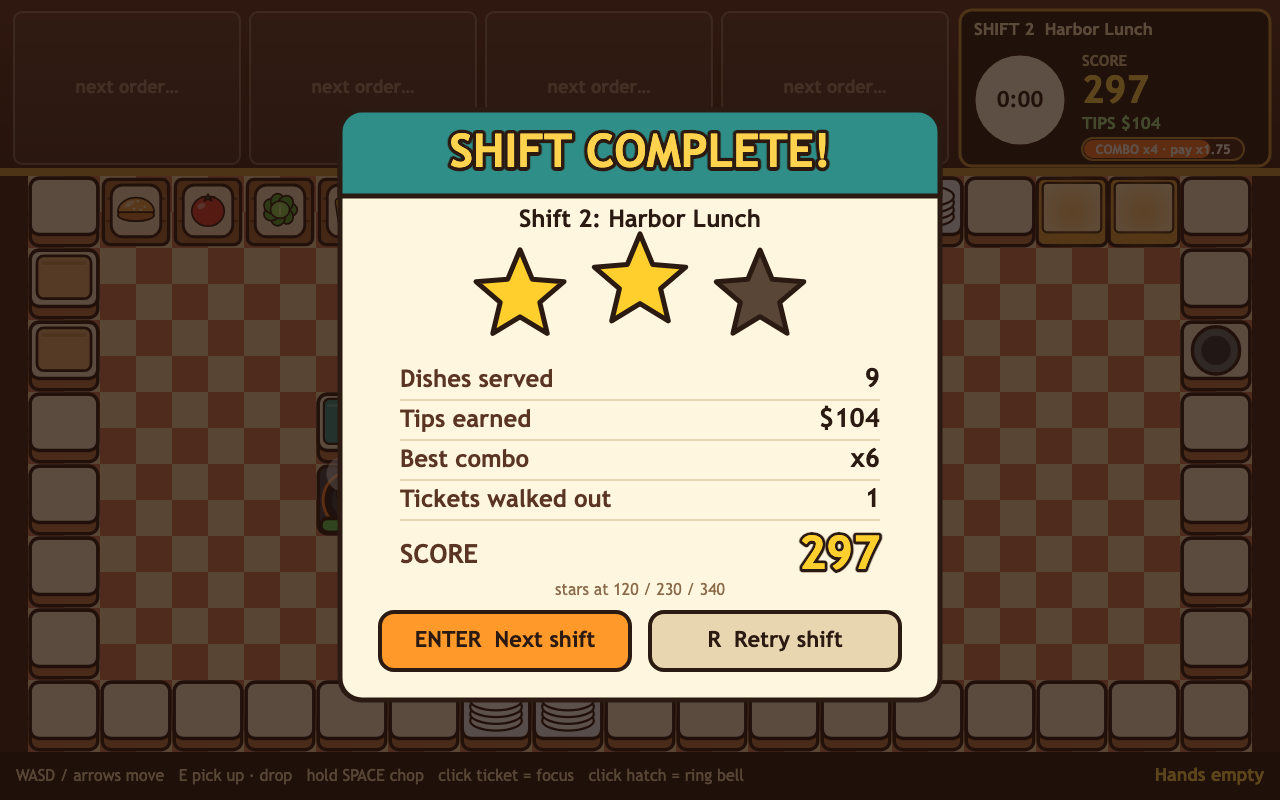 next order...
next order...
next order...
next order...
SHIFT 2 Harbor Lunch
0:00
SCORE
297
TIPS $104
COMBO x4 · pay x1.75
SHIFT COMPLETE!
Shift 2: Harbor Lunch
Dishes served 9
Tips earned $104
Best combo x6
Tickets walked out 1
SCORE 297
stars at 120 / 230 / 340
ENTER Next shift
R Retry shift
WASD / arrows move E pick up · drop hold SPACE chop click ticket = focus click hatch = ring bell
Hands empty